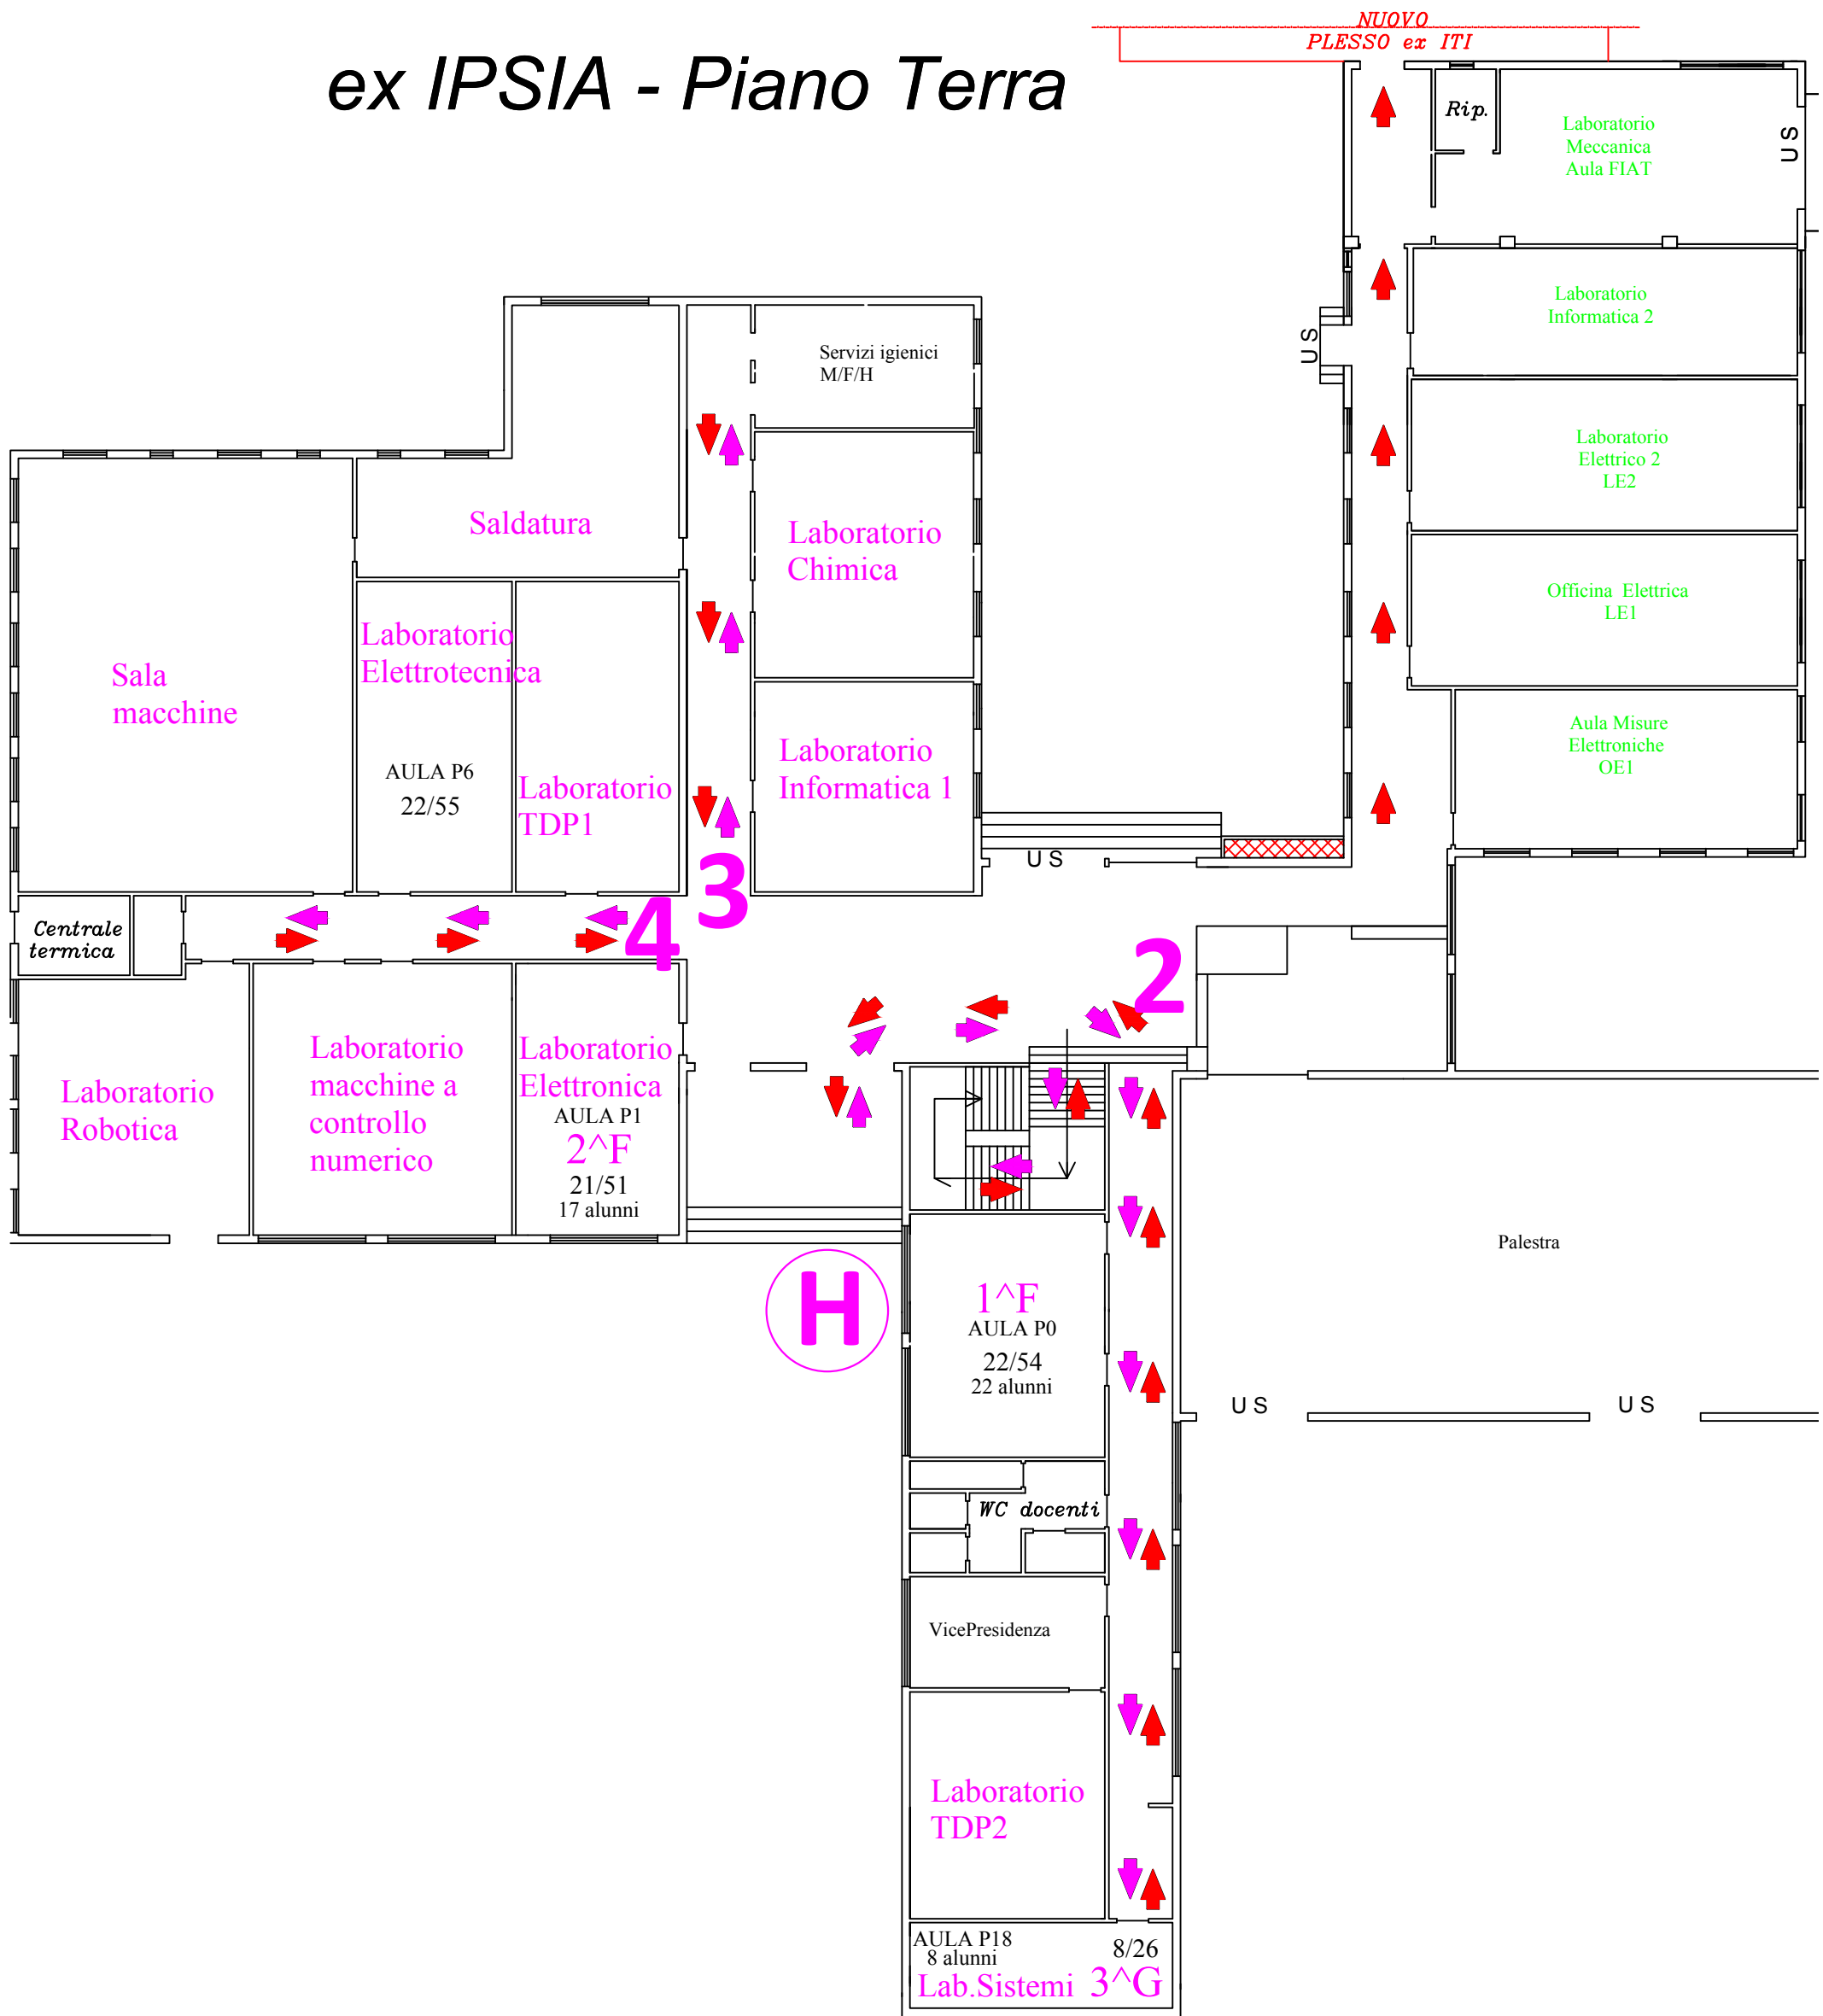 NUOVO
PLESSO ex ITI
ex IPSIA - Piano Terra
Rip.
Laboratorio
Meccanica
Aula FIAT
U S
Laboratorio
Informatica 2
U S
Servizi igienici
M/F/H
Laboratorio
Elettrico 2
LE2
Saldatura
Laboratorio
Chimica
Officina Elettrica
LE1
Laboratorio
Elettrotecnica
Sala
macchine
AULA P6
22/55
Laboratorio
TDP1
Laboratorio
Informatica 1
Aula Misure
Elettroniche
OE1
U S
3
4
2
Centrale
termica
Laboratorio
Robotica
Laboratorio
macchine a
controllo
numerico
Laboratorio
Elettronica
AULA P1
2^F
21/51
17 alunni
H
1^F
AULA P0
22/54
22 alunni
Palestra
U S
U S
WC docenti
VicePresidenza
Laboratorio
TDP2
AULA P18
8 alunni
8/26
Lab.Sistemi 3^G